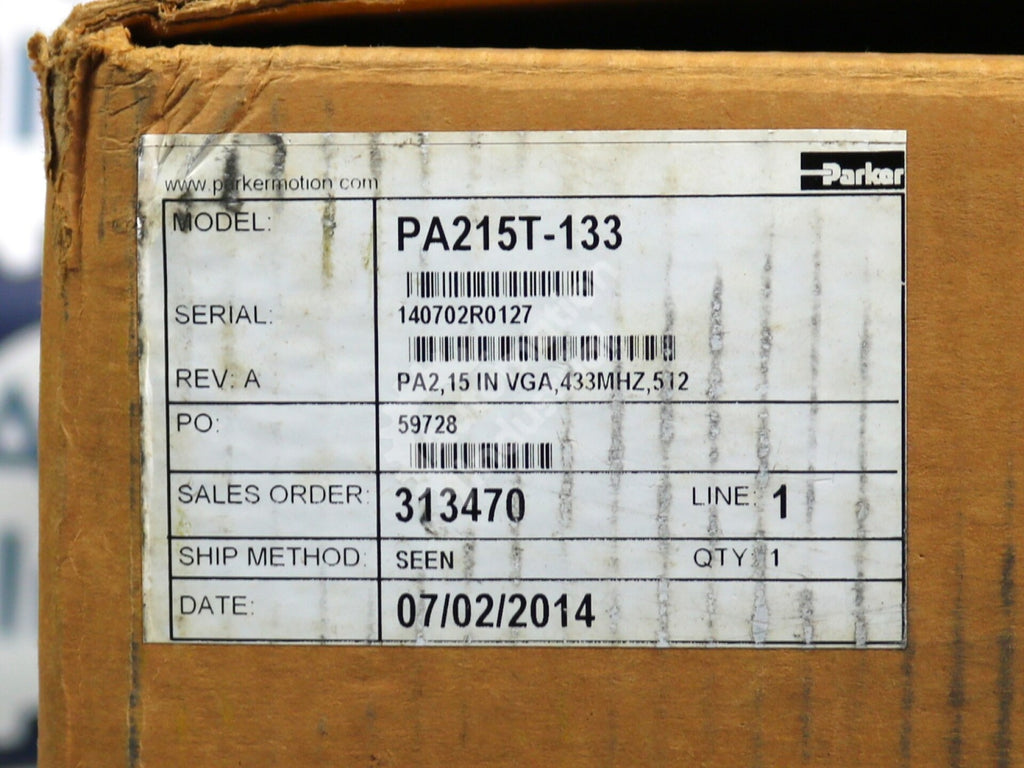 www.parkermotion.com
Parker
MODEL: PA215T-133
SERIAL: 140702R0127
REV: A PA2,15 IN VGA,433MHZ,512
PO: 59728
SALES ORDER: 313470 LINE: 1
SHIP METHOD: SEEN QTY: 1
DATE: 07/02/2014